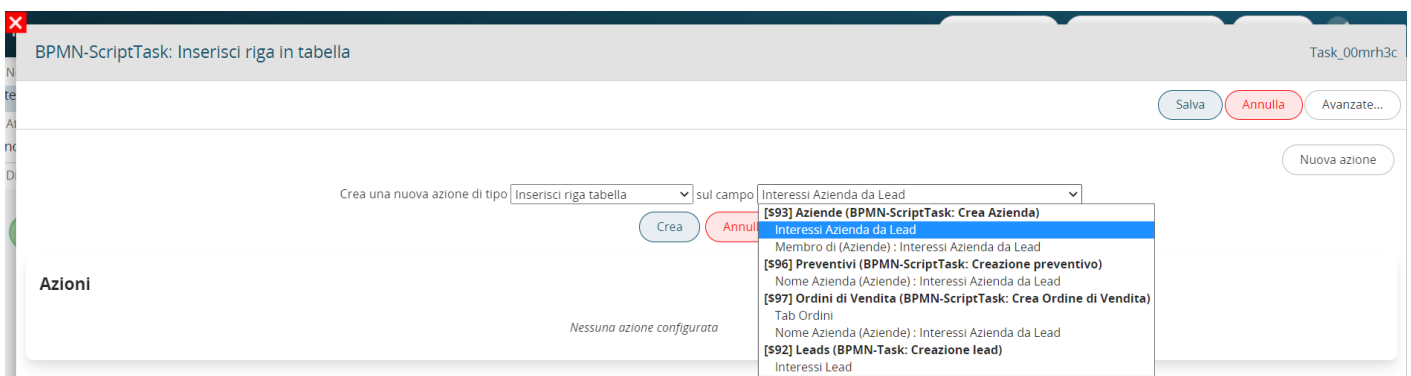 BPMN-ScriptTask: Inserisci riga in tabella
Task_00mrh3c
Salva
Annulla
Avanzate...
Nuova azione
Crea una nuova azione di tipo Inserisci riga tabella sul campo Interessi Azienda da Lead
[$93] Aziende (BPMN-ScriptTask: Crea Azienda)
Interessi Azienda da Lead
Membro di (Aziende) : Interessi Azienda da Lead
[$96] Preventivi (BPMN-ScriptTask: Creazione preventivo)
Nome Azienda (Aziende) : Interessi Azienda da Lead
[$97] Ordini di Vendita (BPMN-ScriptTask: Crea Ordine di Vendita)
Tab Ordini
Nome Azienda (Aziende) : Interessi Azienda da Lead
[$92] Leads (BPMN-Task: Creazione lead)
Interessi Lead
Crea
Annull
Azioni
Nessuna azione configurata